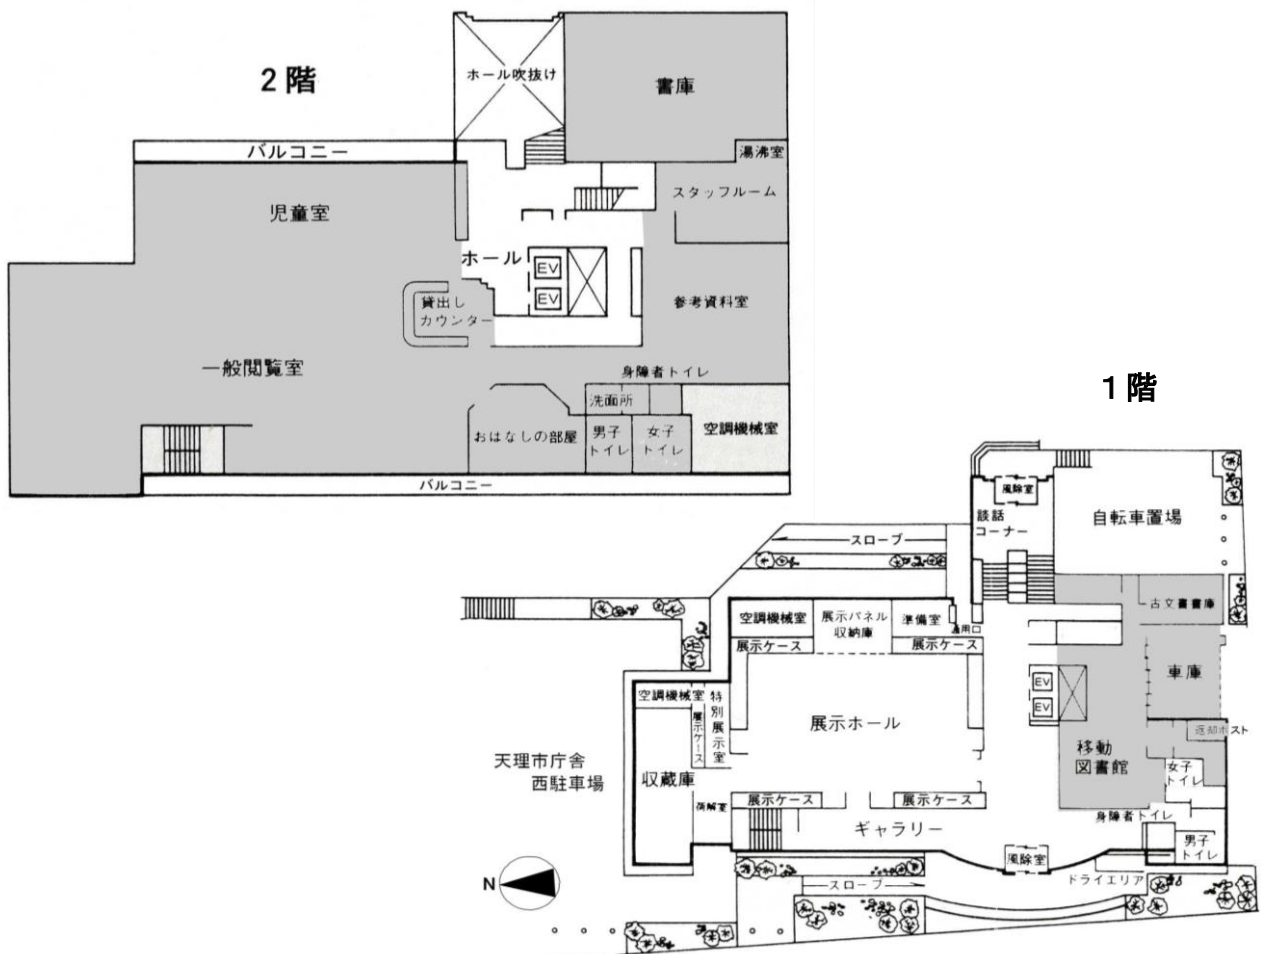 2階
ホール吹抜け
書庫
湯沸室
バルコニー
スタッフルーム
児童室
ホール
EV
EV
貸出し
カウンター
参考資料室
一般閲覧室
身障者トイレ
洗面所
おはなしの部屋
男子
トイレ
女子
トイレ
空調機械室
バルコニー
1階
風除室
談話
コーナー
自転車置場
スロープ
古文書書庫
空調機械室
展示パネル
収納庫
準備室
通用口
展示ケース
展示ケース
車庫
EV
EV
空調機械室
特別展示室
展示ケース
展示ホール
返却ポスト
移動
図書館
女子
トイレ
天理市庁舎
西駐車場
収蔵庫
荷解室
展示ケース
展示ケース
身障者トイレ
ギャラリー
男子
トイレ
風除室
ドライエリア
スロープ
N